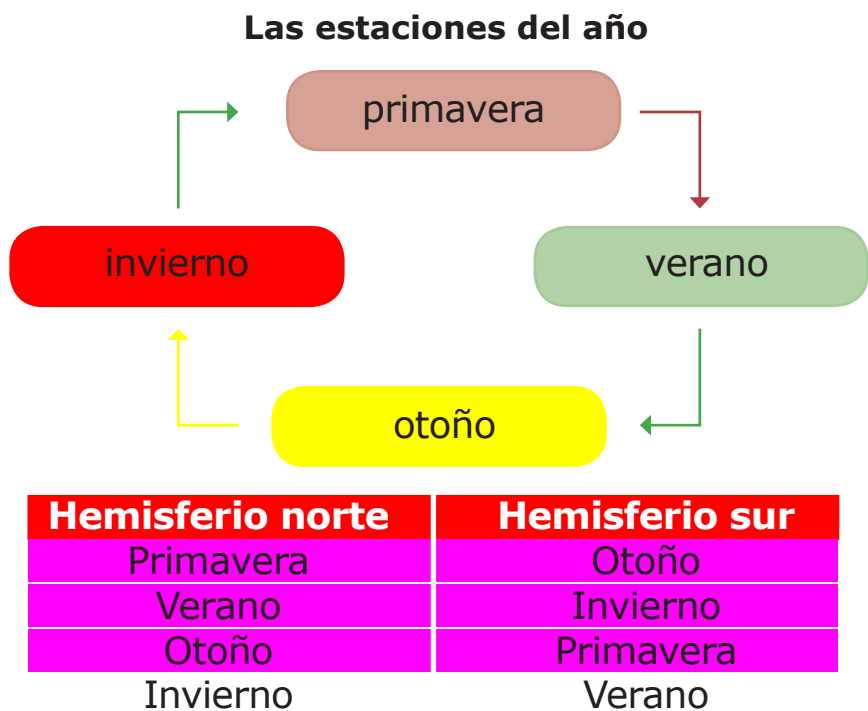 Las estaciones del año
primavera
invierno
verano
otoño
Hemisferio norte Hemisferio sur
Primavera Otoño
Verano Invierno
Otoño Primavera
Invierno Verano